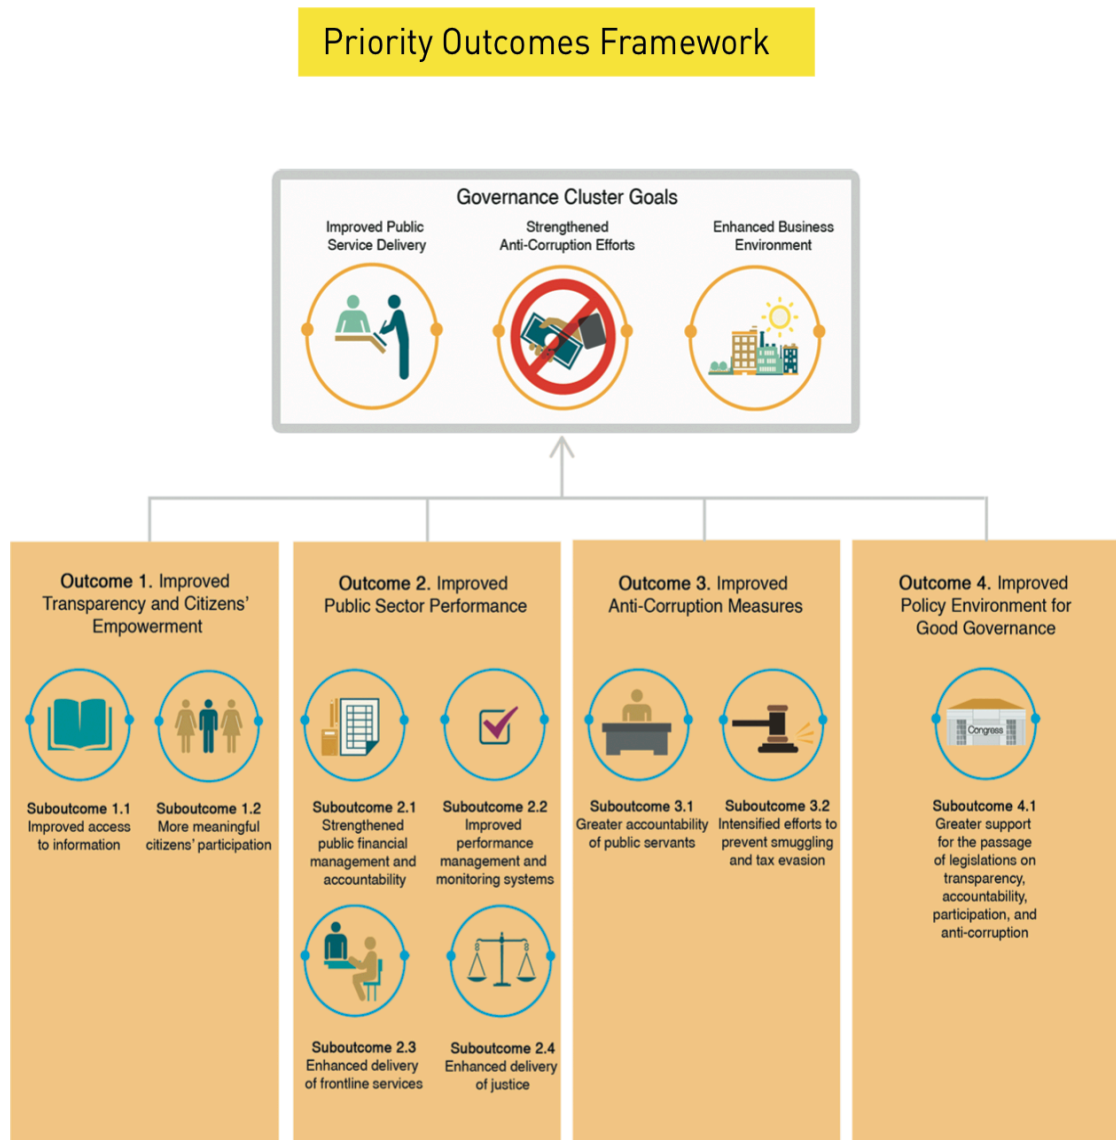 Priority Outcomes Framework
Governance Cluster Goals
Improved Public
Service Delivery
Strengthened
Anti-Corruption Efforts
Enhanced Business
Environment
Outcome 1. Improved
Transparency and Citizens’
Empowerment
Suboutcome 1.1
Improved access
to information
Suboutcome 1.2
More meaningful
citizens’ participation
Outcome 2. Improved
Public Sector Performance
Suboutcome 2.1
Strengthened
public financial
management and
accountability
Suboutcome 2.2
Improved
performance
management and
monitoring systems
Suboutcome 2.3
Enhanced delivery
of frontline services
Suboutcome 2.4
Enhanced delivery
of justice
Outcome 3. Improved
Anti-Corruption Measures
Suboutcome 3.1
Greater accountability
of public servants
Suboutcome 3.2
Intensified efforts to
prevent smuggling
and tax evasion
Outcome 4. Improved
Policy Environment for
Good Governance
Congress
Suboutcome 4.1
Greater support
for the passage
of legislations on
transparency,
accountability,
participation, and
anti-corruption